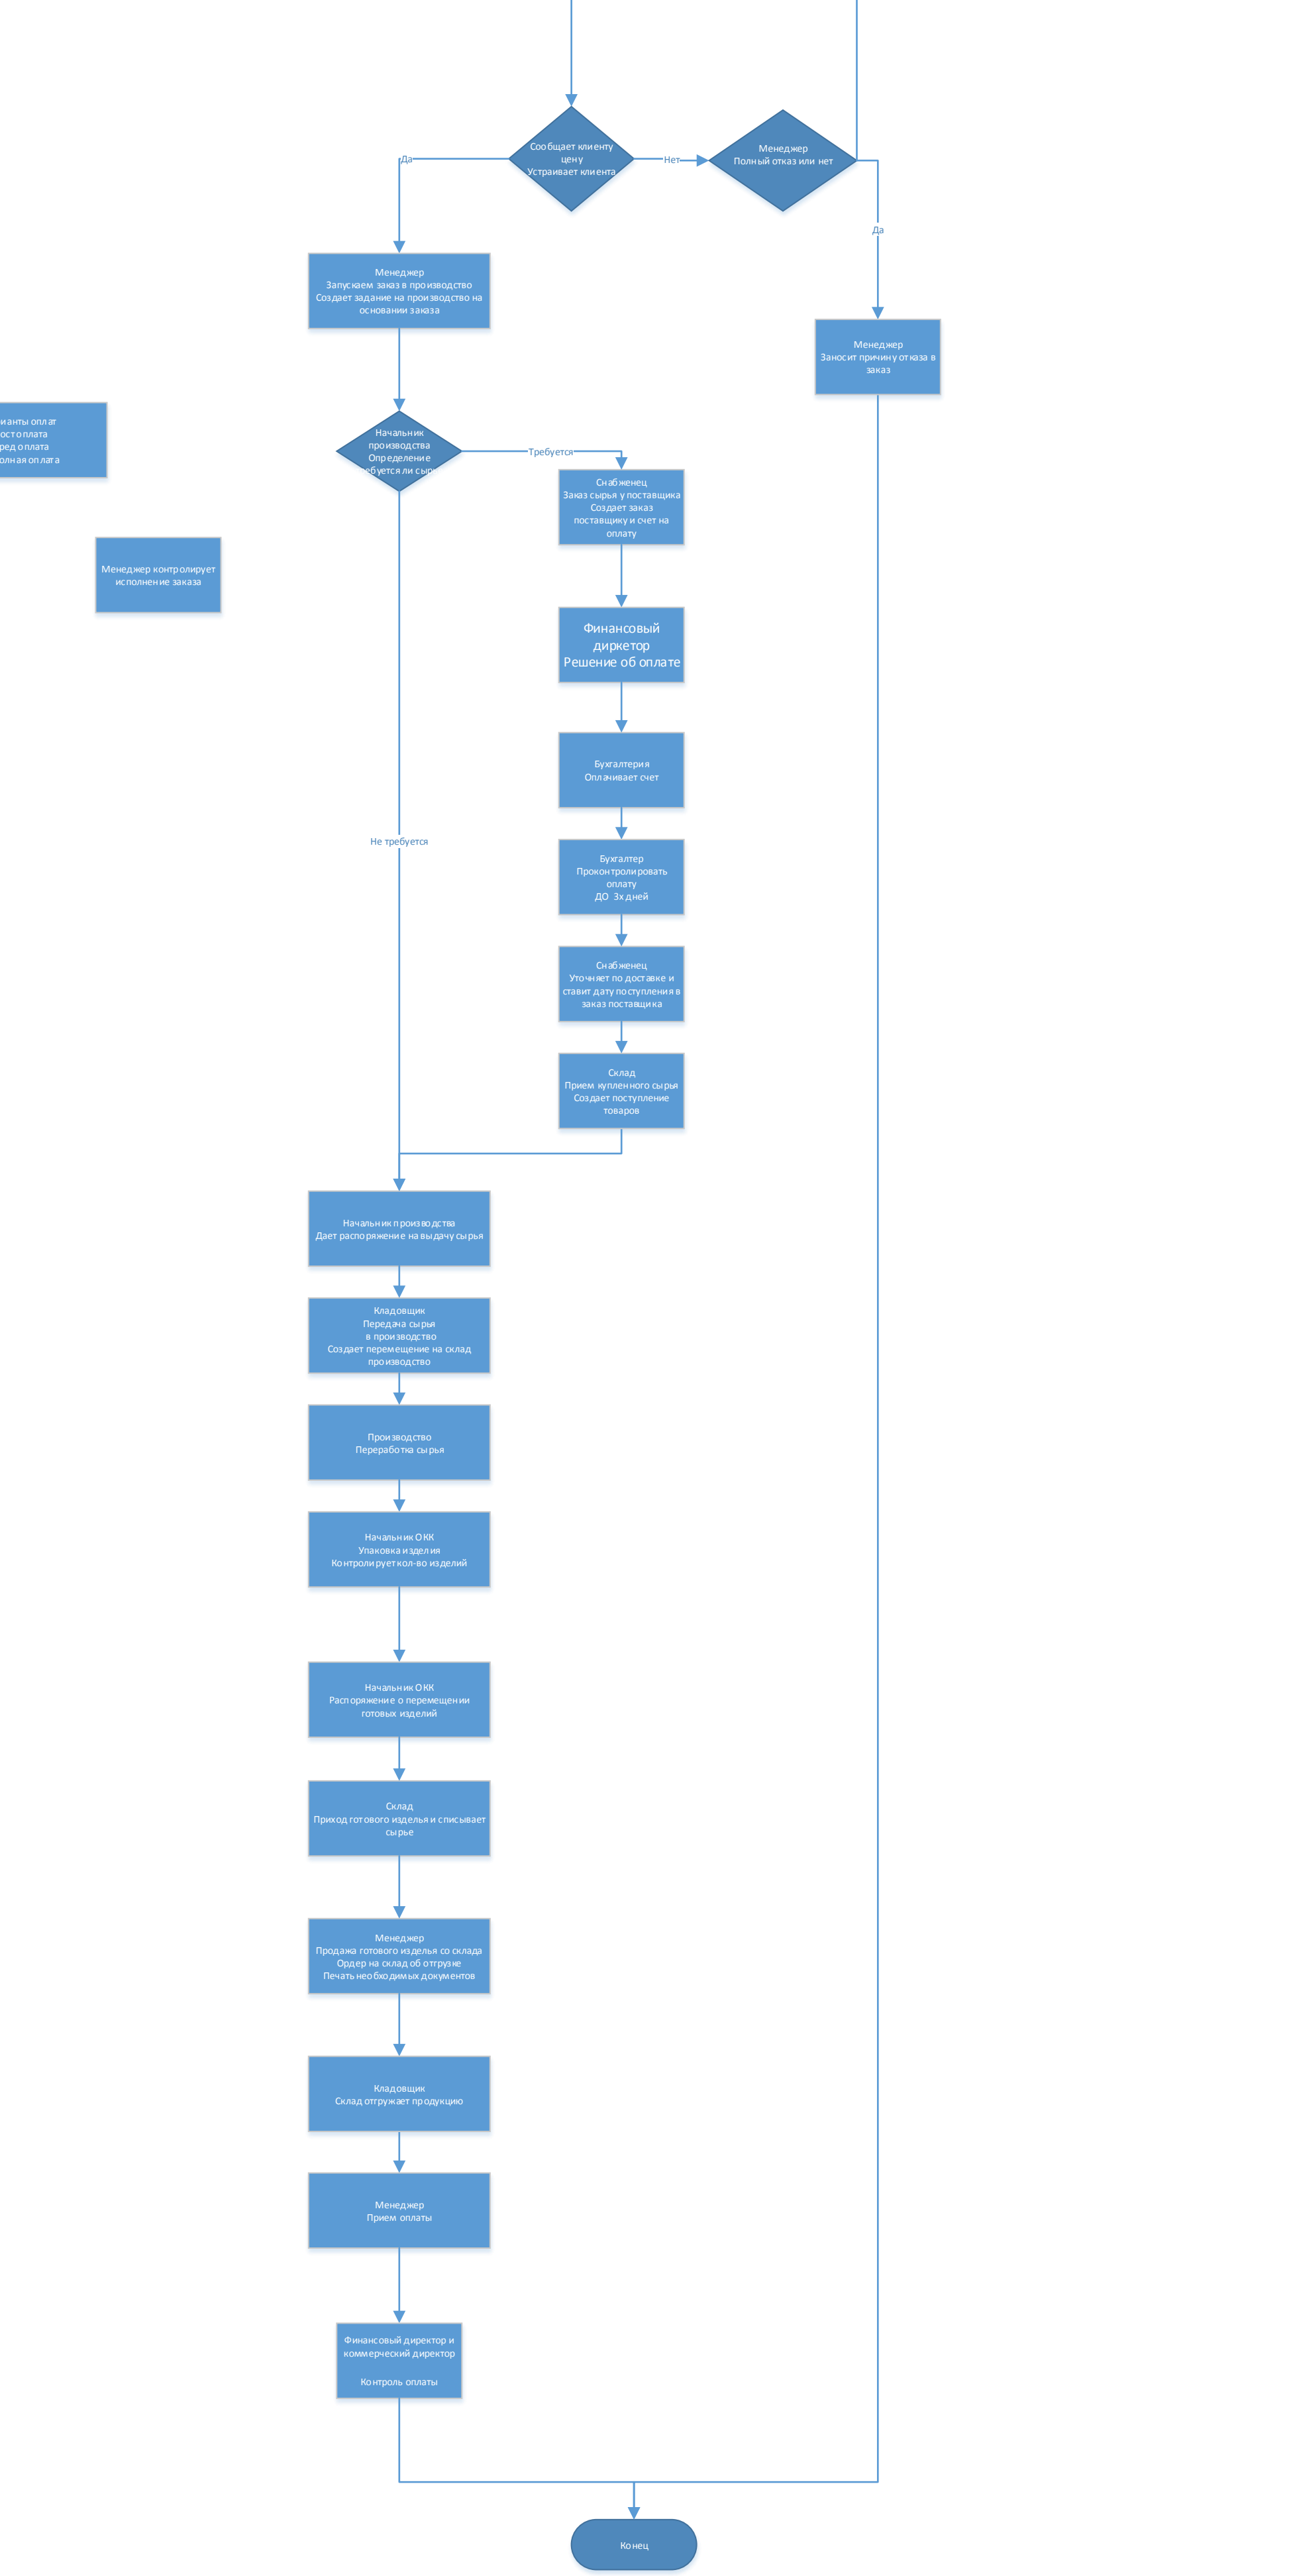 Сообщает клиенту
цену
Устраивает клиента
Менеджер
Полный отказ или нет
Да
Нет
Да
Менеджер
Запускаем заказ в производство
Создает задание на производство на
основании заказа
Менеджер
Заносит причину отказа в
заказ
оплат
оплата
оплата
оплата
Начальник
производства
Определение
ли
Требуется
Снабженец
Заказ сырья у поставщика
Создает заказ
поставщику и счет на
оплату
Менеджер контролирует
исполнение заказа
Финансовый
диркетор
Решение об оплате
Бухгалтерия
Оплачивает счет
Не требуется
Бухгалтер
Проконтролировать
оплату
ДО 3х дней
Снабженец
Уточняет по доставке и
ставит дату поступления в
заказ поставщика
Склад
Прием купленного сырья
Создает поступление
товаров
Начальник производства
Дает распоряжение на выдачу сырья
Кладовщик
Передача сырья
в производство
Создает перемещение на склад
производство
Производство
Переработка сырья
Начальник ОКК
Упаковка изделия
Контролирует кол-во изделий
Начальник ОКК
Распоряжение о перемещении
готовых изделий
Склад
Приход готового изделья и списывает
сырье
Менеджер
Продажа готового изделья со склада
Ордер на склад об отгрузке
Печать необходимых документов
Кладовщик
Склад отгружает продукцию
Менеджер
Прием оплаты
Финансовый директор и
коммерческий директор
Контроль оплаты
Конец